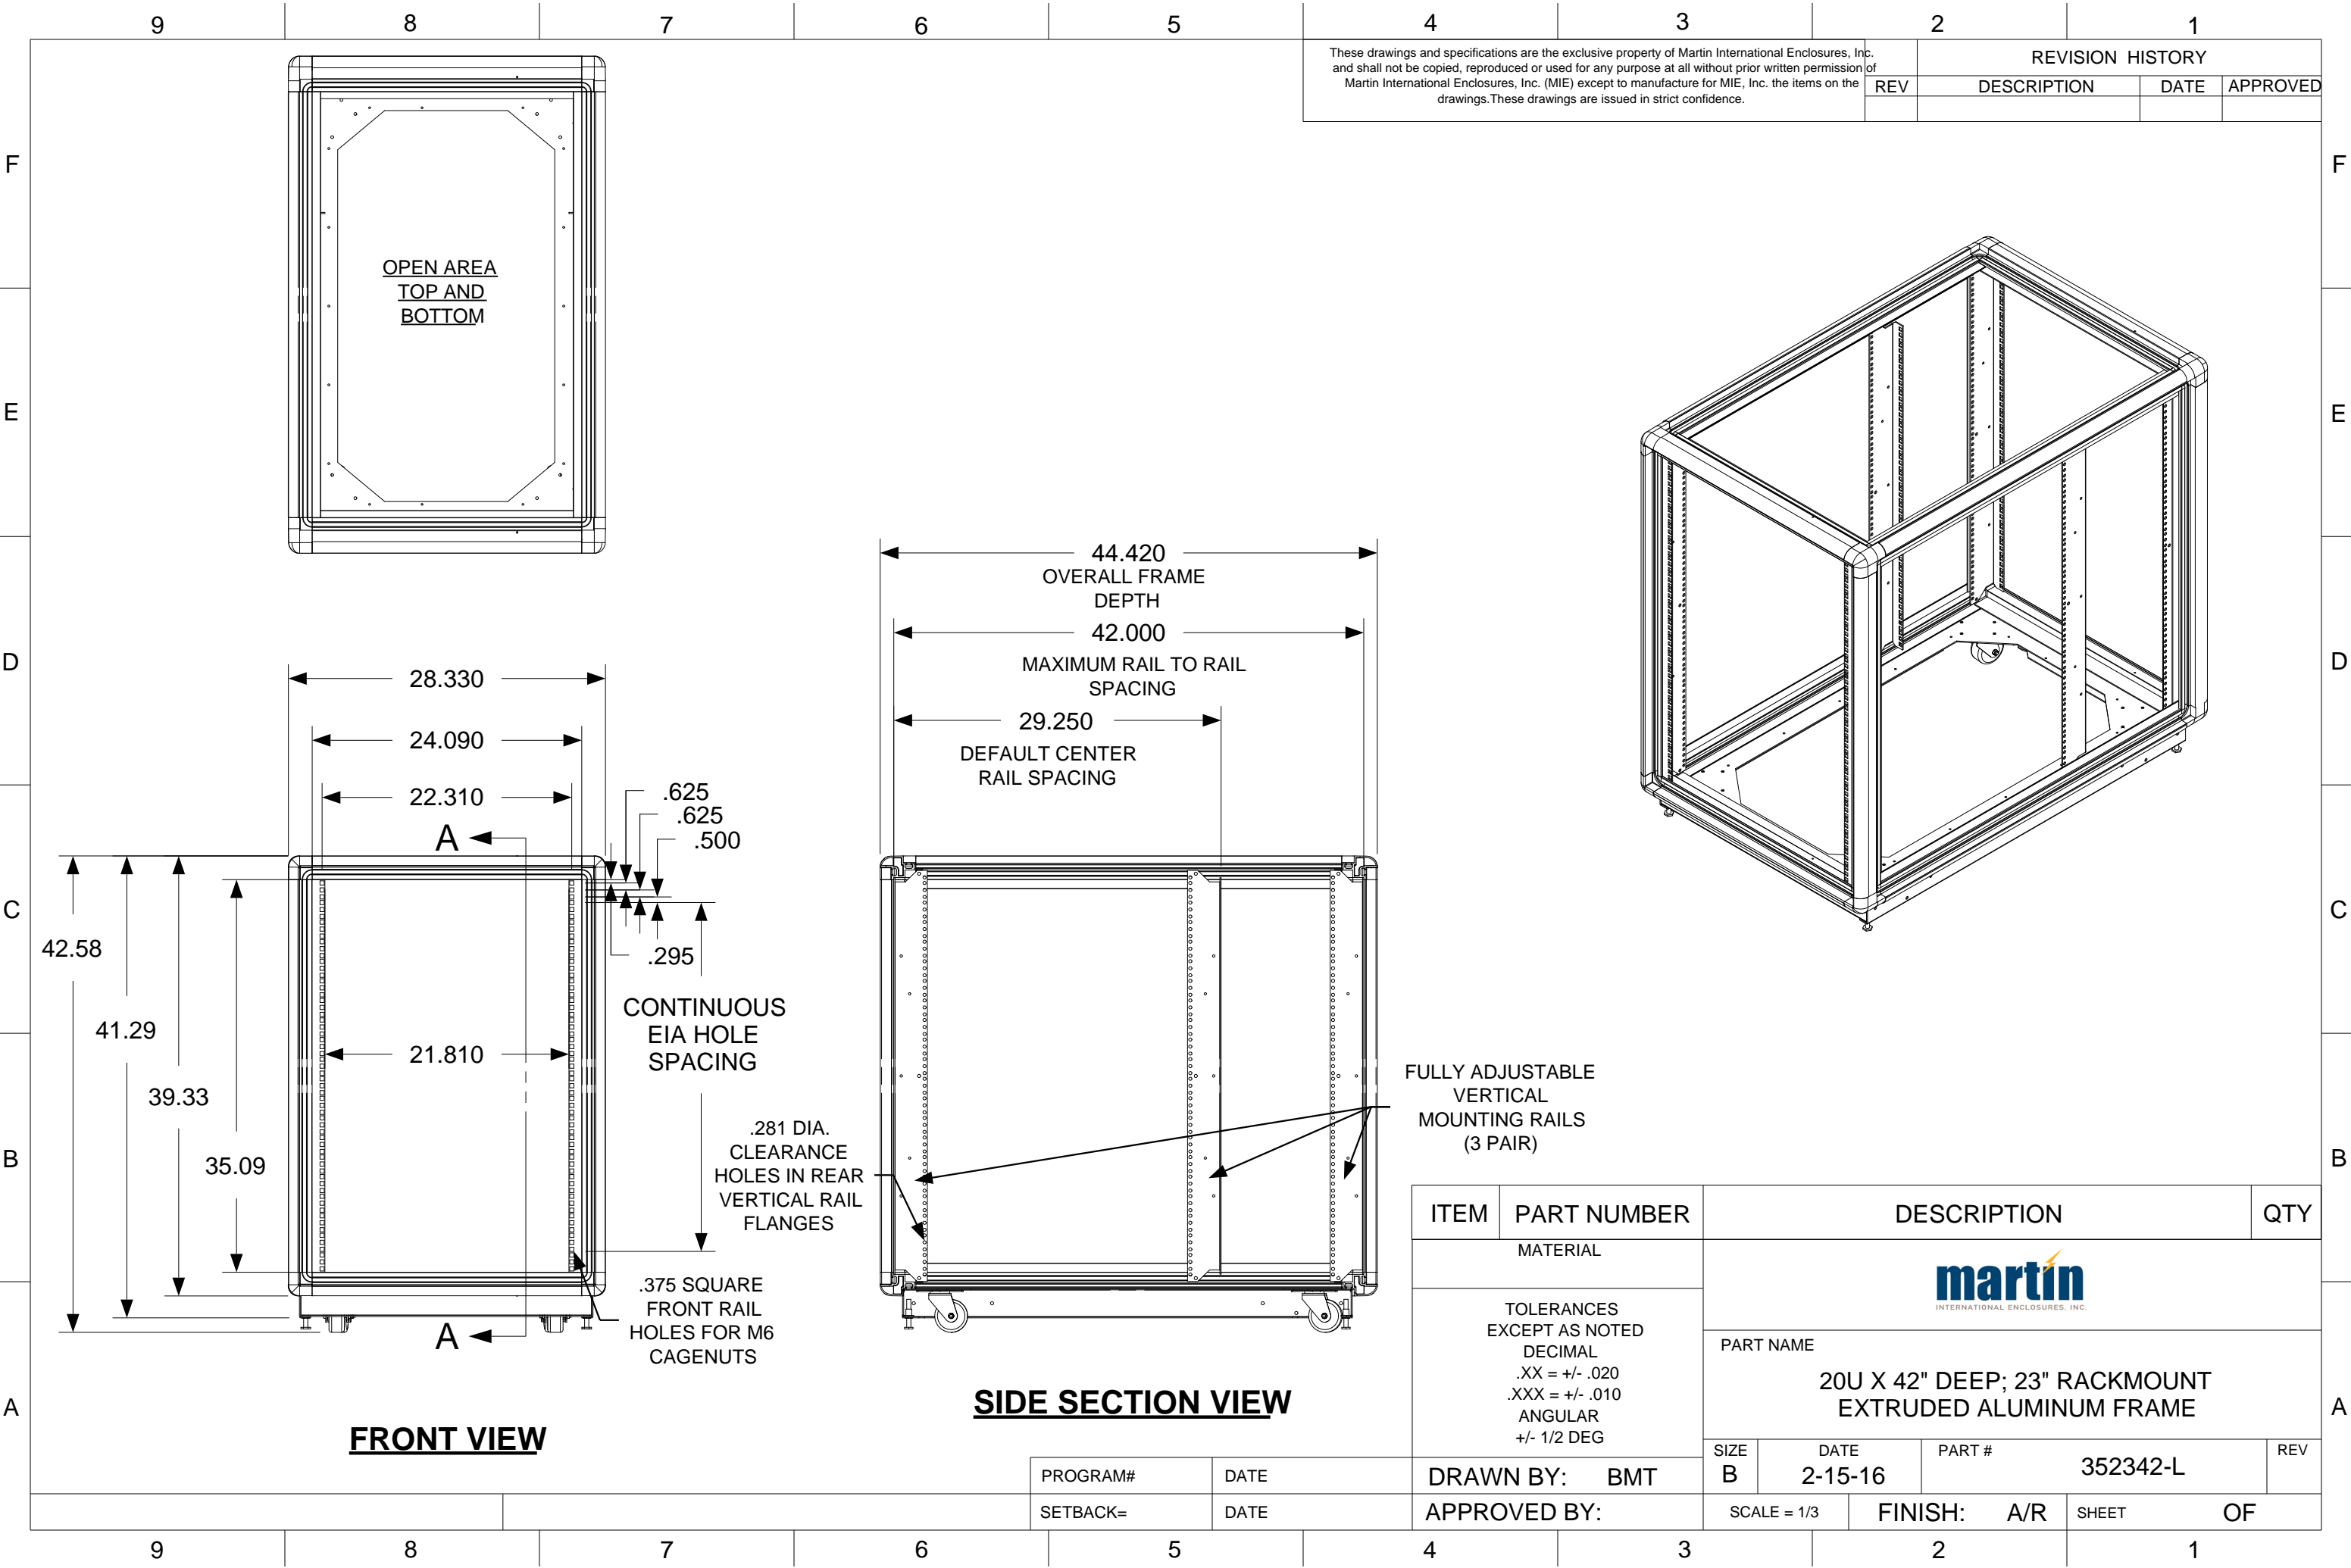 9 8 7 6 5 4 3 2 1
These drawings and specifications are the exclusive property of Martin International Enclosures, Inc.
and shall not be copied, reproduced or used for any purpose at all without prior written permission of
Martin International Enclosures, Inc. (MIE) except to manufacture for MIE, Inc. the items on the
drawings.These drawings are issued in strict confidence.
REVISION HISTORY
REV DESCRIPTION DATE APPROVED
F F
OPEN AREA
TOP AND
BOTTOM
E E
44.420
OVERALL FRAME
DEPTH
42.000
MAXIMUM RAIL TO RAIL
SPACING
29.250
DEFAULT CENTER
RAIL SPACING
D D
28.330
24.090
22.310
.625
.625
.500
A
.295
C C
42.58
41.29
39.33
35.09
21.810
CONTINUOUS
EIA HOLE
SPACING
FULLY ADJUSTABLE
VERTICAL
MOUNTING RAILS
(3 PAIR)
.281 DIA.
CLEARANCE
HOLES IN REAR
VERTICAL RAIL
FLANGES
B B
.375 SQUARE
FRONT RAIL
HOLES FOR M6
CAGENUTS
A
FRONT VIEW
SIDE SECTION VIEW
A A
ITEM PART NUMBER DESCRIPTION QTY
MATERIAL
martin
INTERNATIONAL ENCLOSURES, INC.
TOLERANCES
EXCEPT AS NOTED
DECIMAL
.XX = +/- .020
.XXX = +/- .010
ANGULAR
+/- 1/2 DEG
PART NAME
20U X 42" DEEP; 23" RACKMOUNT
EXTRUDED ALUMINUM FRAME
SIZE DATE PART # REV
B 2-15-16 352342-L
PROGRAM# DATE DRAWN BY: BMT
SETBACK= DATE APPROVED BY: SCALE = 1/3 FINISH: A/R SHEET OF
9 8 7 6 5 4 3 2 1